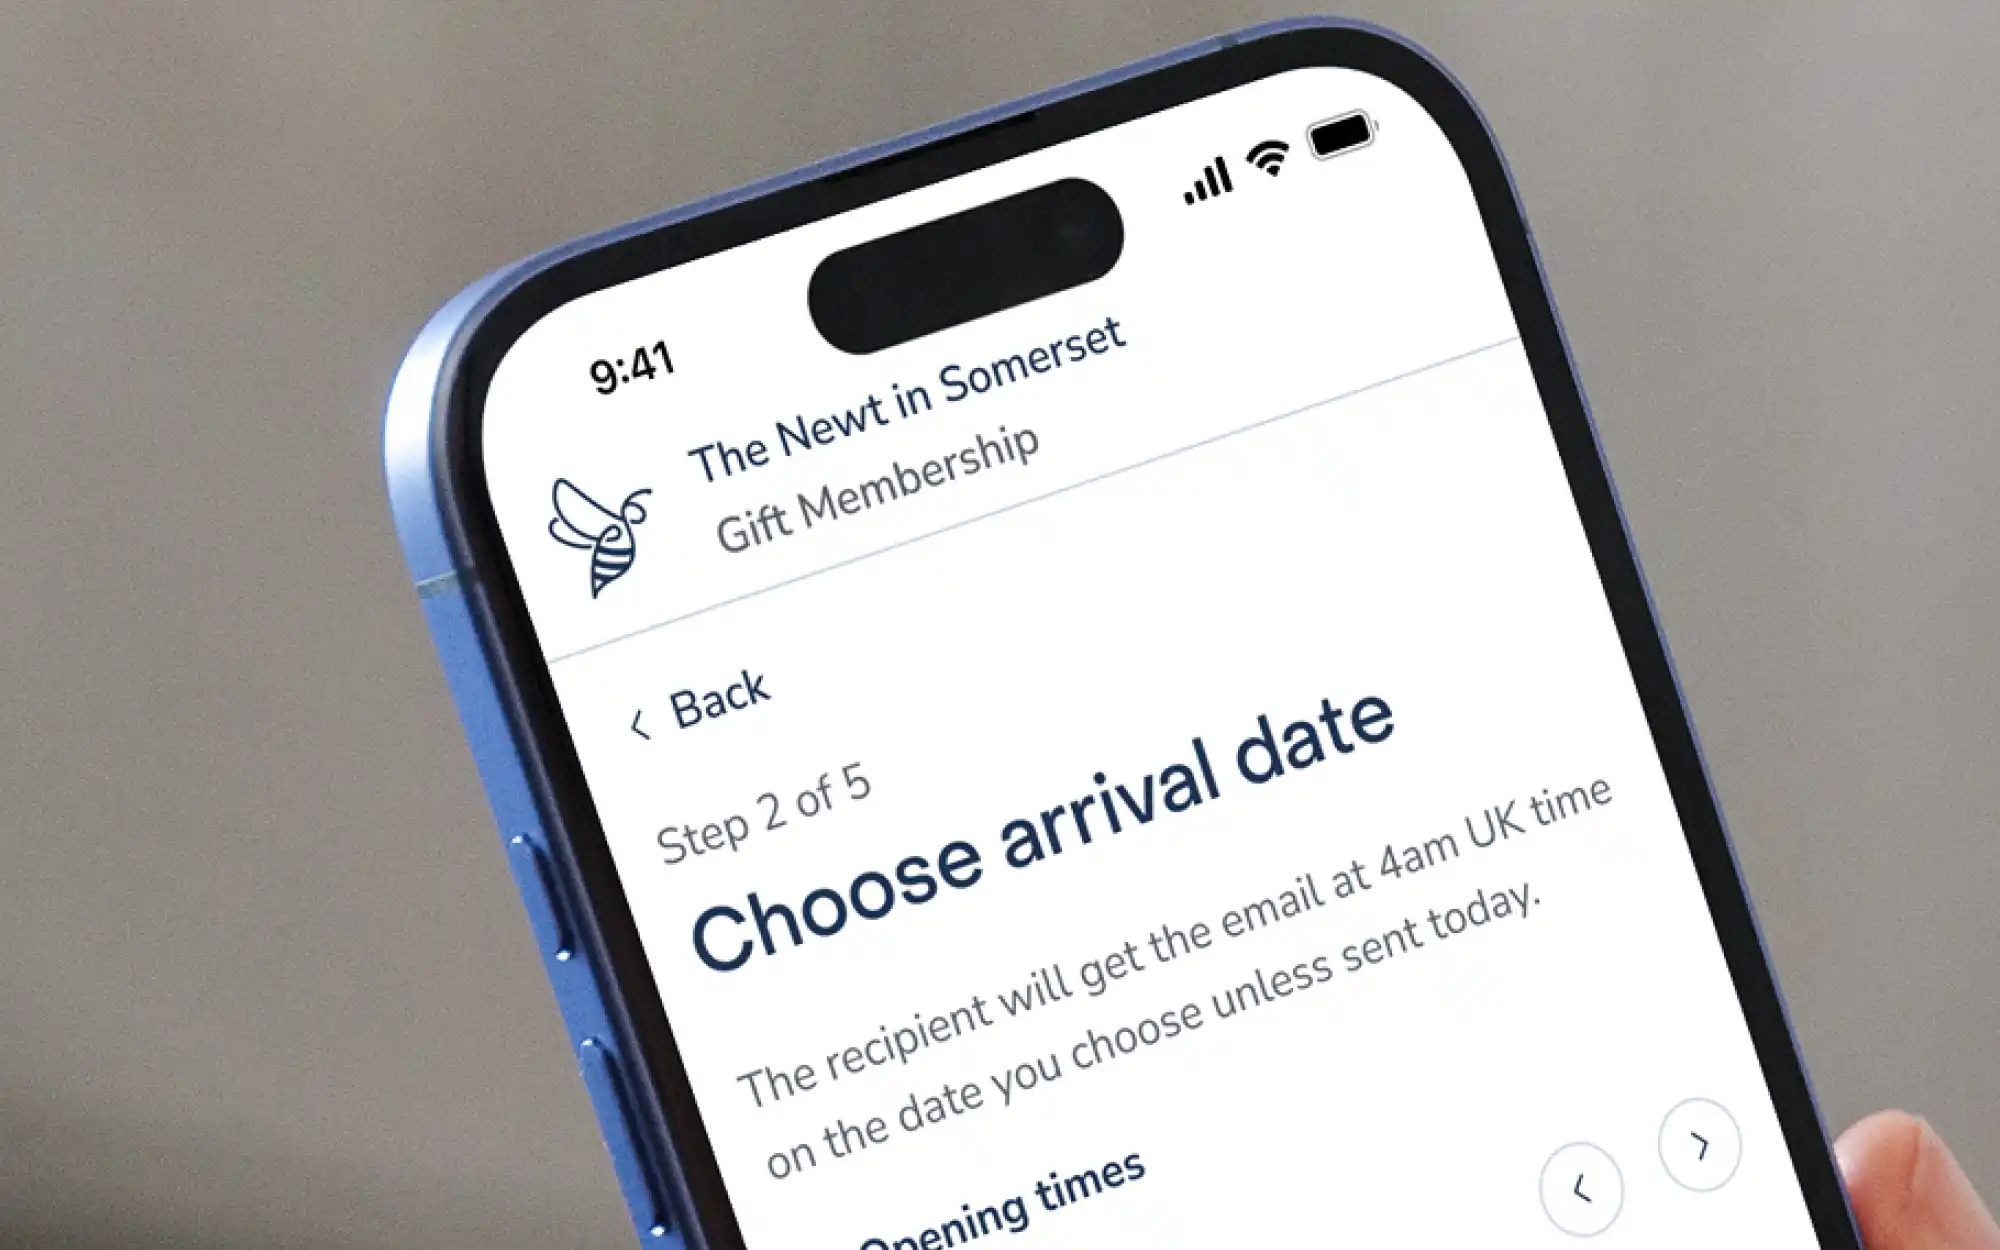 9:41
The Newt in Somerset
Gift Membership
Back
Step 2 of 5
Choose arrival date
The recipient will get the email at 4am UK time
on the date you choose unless sent today.
Opening times